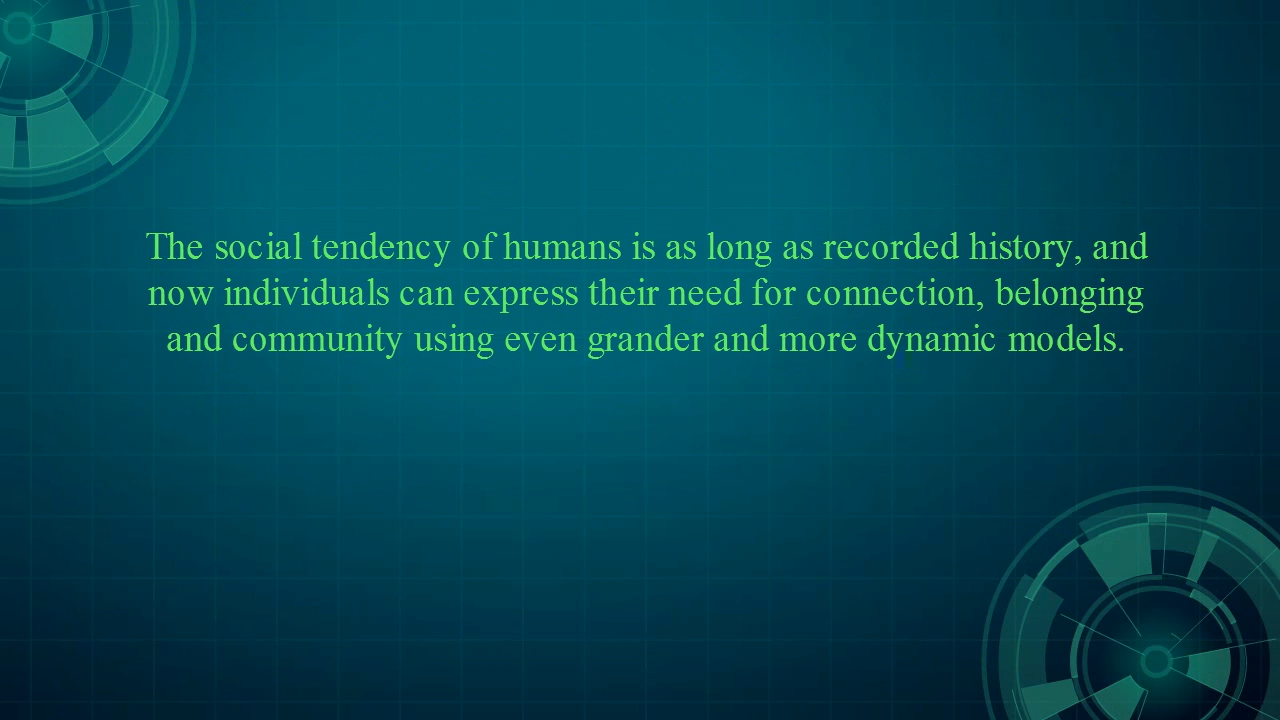 The social tendency of humans is as long as recorded history, and
now individuals can express their need for connection, belonging
and community using even grander and more dynamic models.